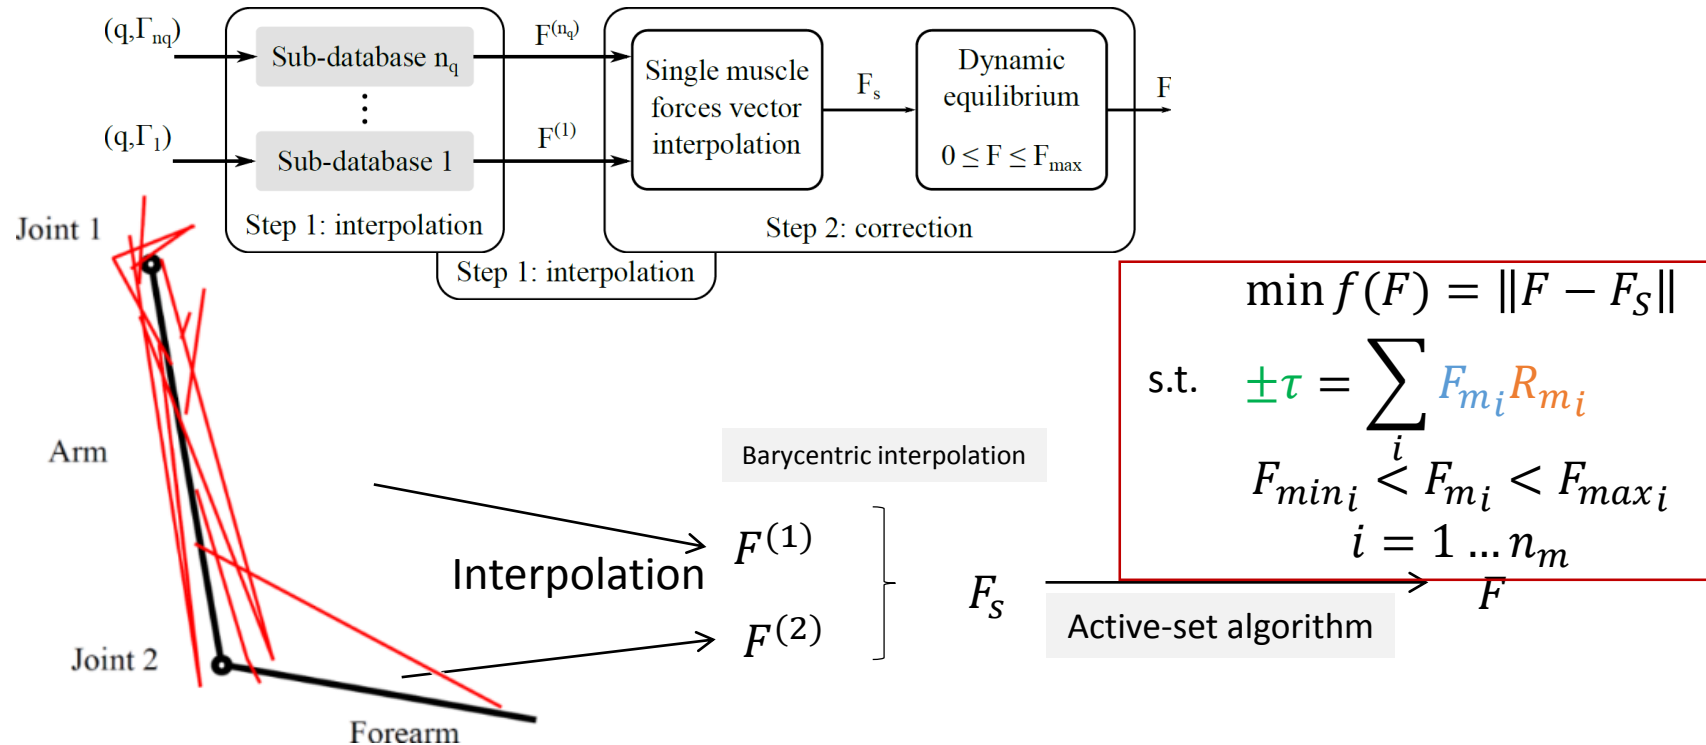 (q,Γnq)
F(nq)
Sub-database nq
⋮
(q,Γ1)
F(1)
Sub-database 1
Step 1: interpolation
Single muscle
forces vector
interpolation
Fs
Dynamic
equilibrium
0 ≤ F ≤ Fmax
F
Step 2: correction
Step 1: interpolation
Joint 1
Arm
Joint 2
Forearm
Interpolation
Barycentric interpolation
F(1)
F(2)
Fs
Active-set algorithm
F
min f(F) = ‖F − FS‖
s.t. ±τ = ∑i Fmi Rmi
Fmini < Fmi < Fmaxi
i = 1 … nm